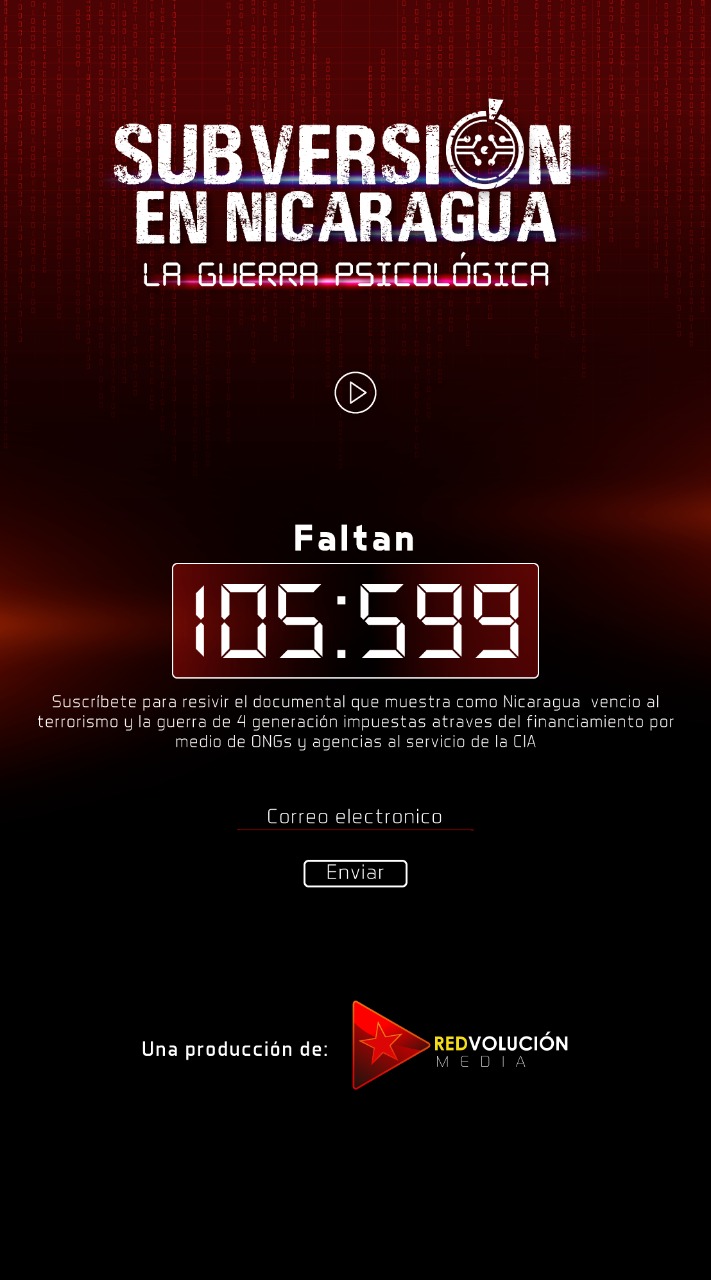 SUBVERSIÓN
EN NICARAGUA
LA GUERRA PSICOLÓGICA
Faltan
105:599
Suscríbete para resivir el documental que muestra como Nicaragua vencio al
terrorismo y la guerra de 4 generación impuestas atraves del financiamiento por
medio de ONGs y agencias al servicio de la CIA
Correo electronico
Enviar
Una producción de:
REDVOLUCIÓN
MEDIA